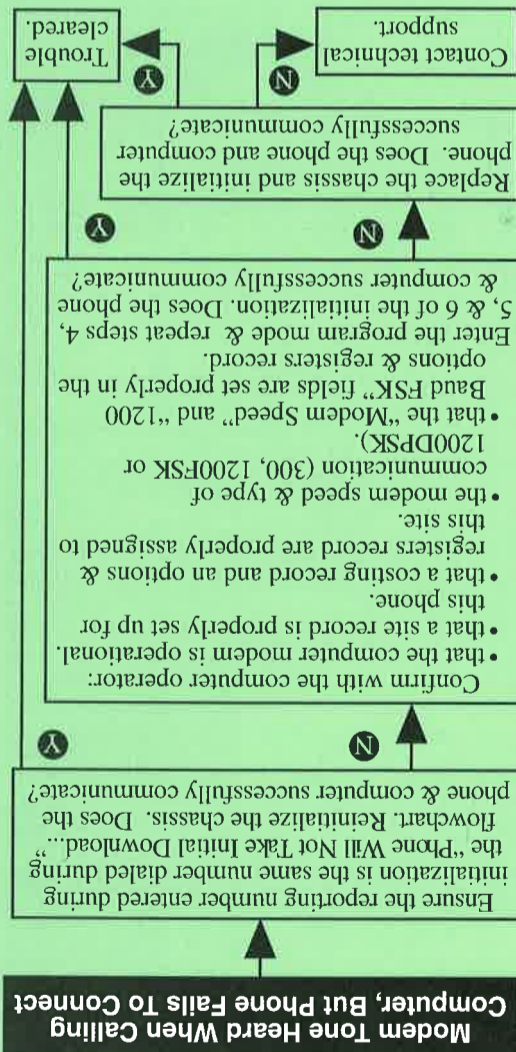 Modem Tone Heard When Calling
Computer, But Phone Fails To Connect
Ensure the reporting number entered during
initialization is the same number dialed during
the “Phone Will Not Take Initial Download...”
flowchart. Reinitialize the chassis. Does the
phone & computer successfully communicate?
N
Y
Confirm with the computer operator:
• that the computer modem is operational.
• that a site record is properly set up for
this phone.
• that a costing record and an options &
registers record are properly assigned to
this site.
• the modem speed & type of
communication (300, 1200FSK or
1200DPSK).
• that the “Modem Speed” and “1200
Baud FSK” fields are set properly in the
options & registers record.
Enter the program mode & repeat steps 4,
5, & 6 of the initialization. Does the phone
& computer successfully communicate?
N
Y
Replace the chassis and initialize the
phone. Does the phone and computer
successfully communicate?
N
Y
Contact technical
support.
Trouble
cleared.